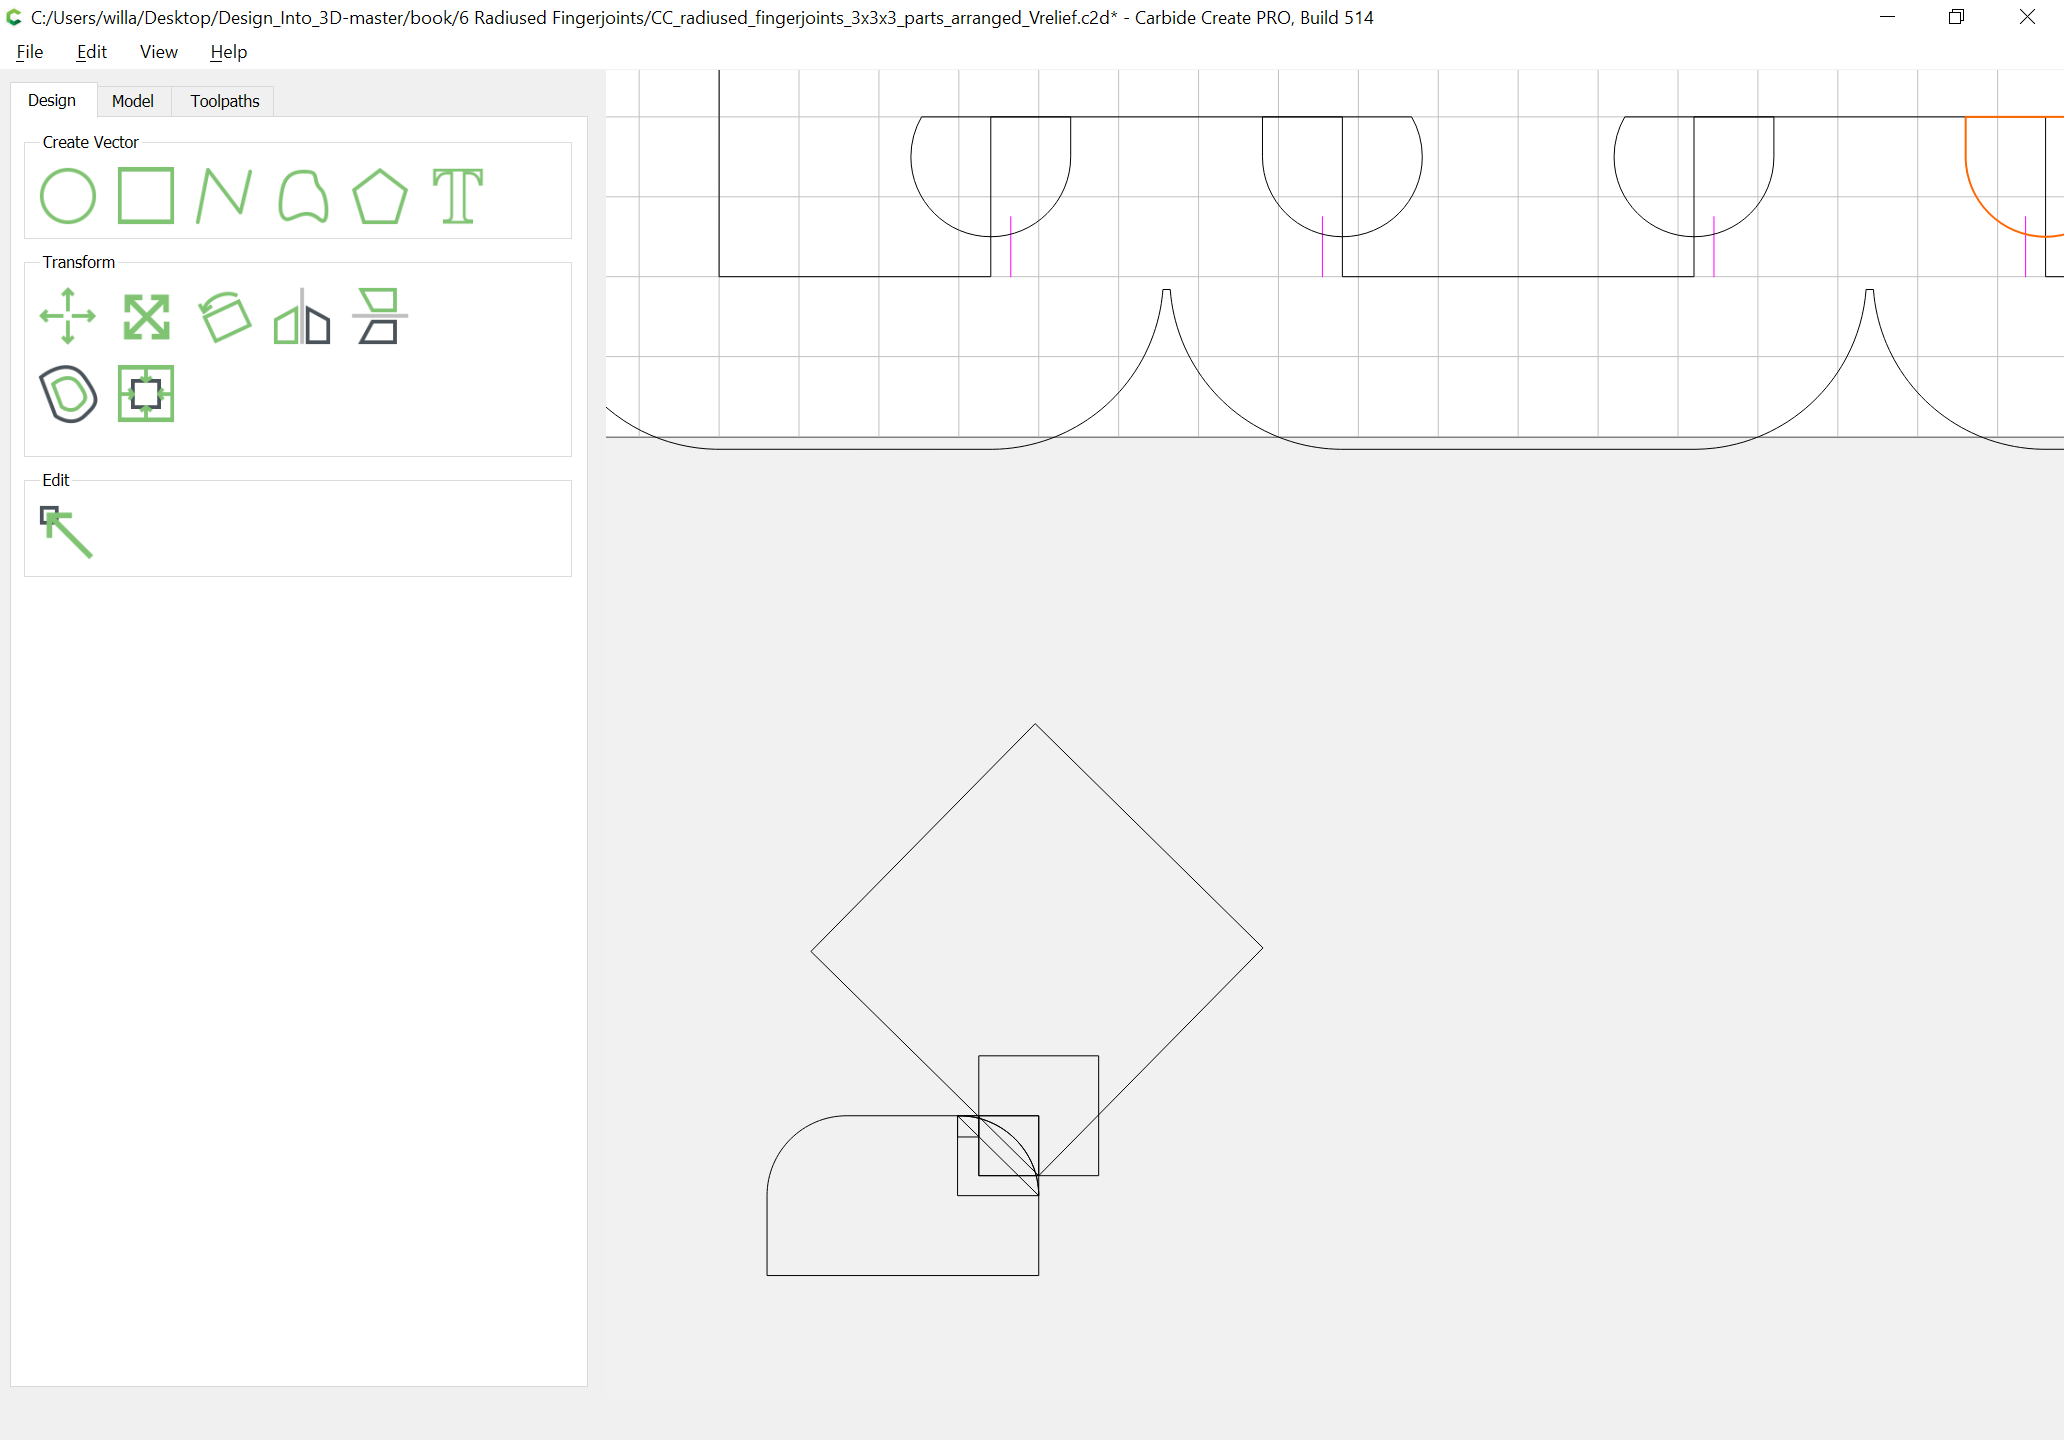 C:/Users/willa/Desktop/Design_Into_3D-master/book/6 Radiused Fingerjoints/CC_radiused_fingerjoints_3x3x3_parts_arranged_Vrelief.c2d* - Carbide Create PRO, Build 514
File Edit View Help
Design Model Toolpaths
Create Vector
Transform
Edit